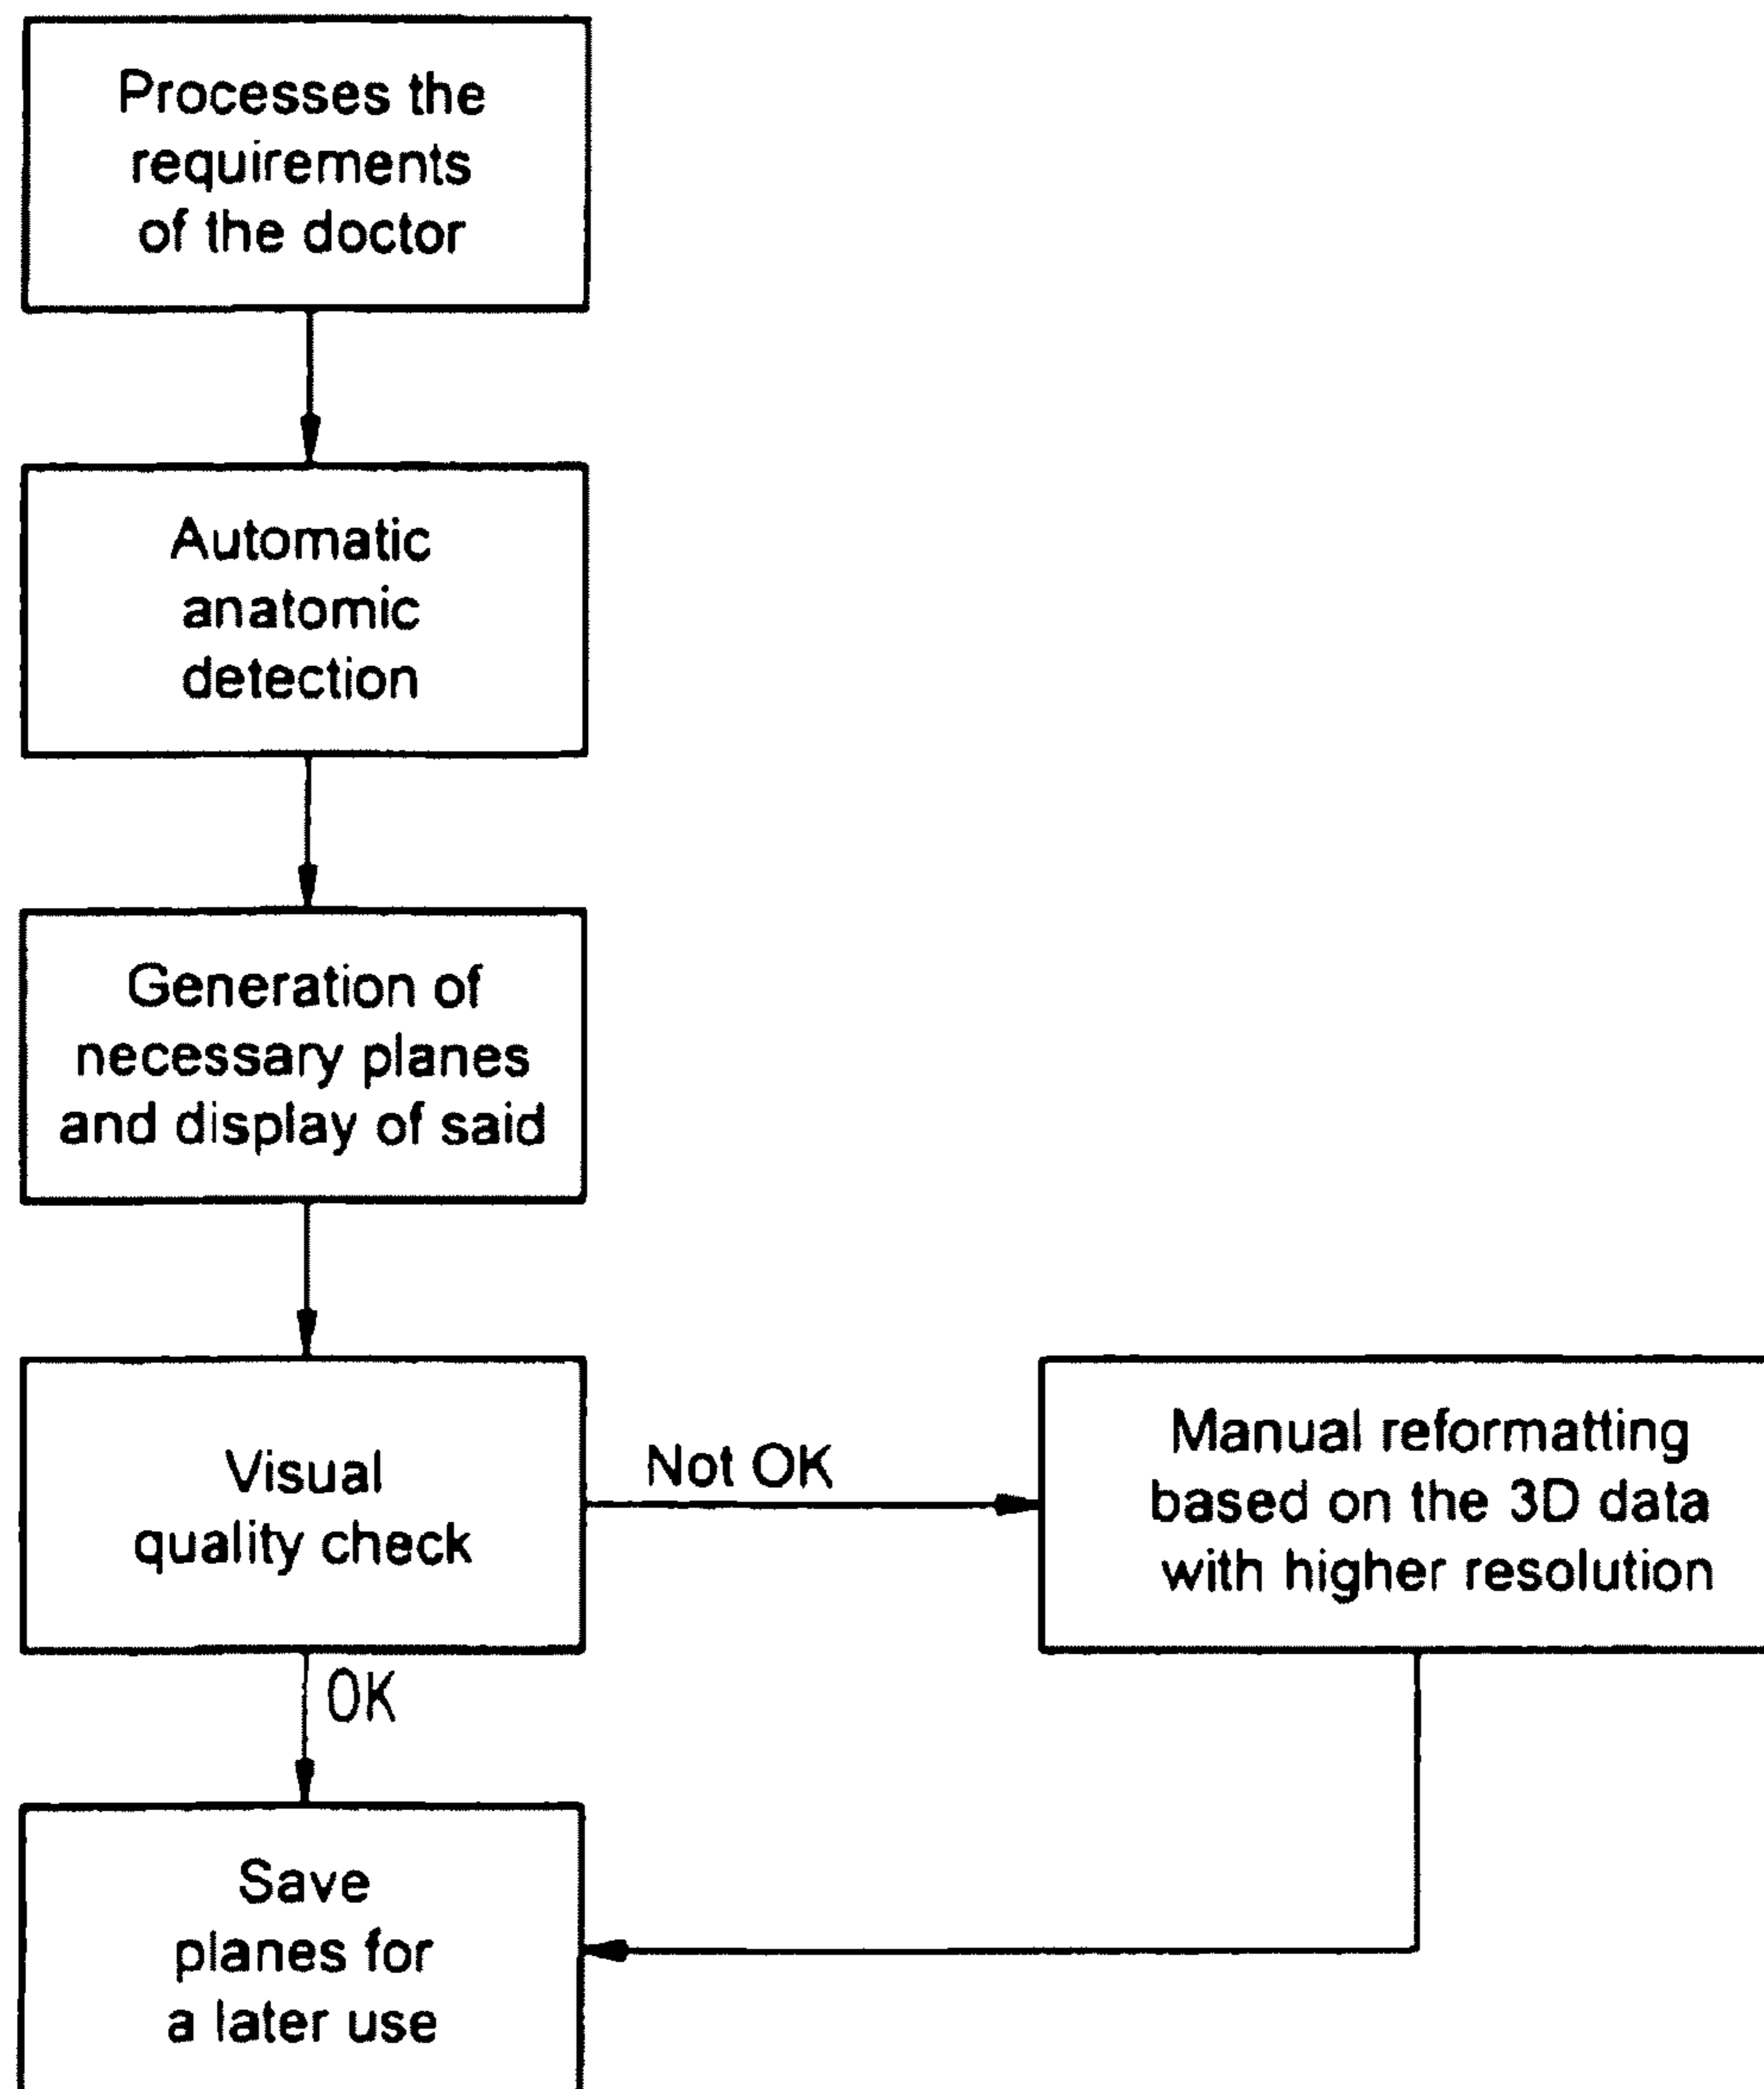 Processes the
requirements
of the doctor
Automatic
anatomic
detection
Generation of
necessary planes
and display of said
Visual
quality check
Not OK
Manual reformatting
based on the 3D data
with higher resolution
OK
Save
planes for
a later use